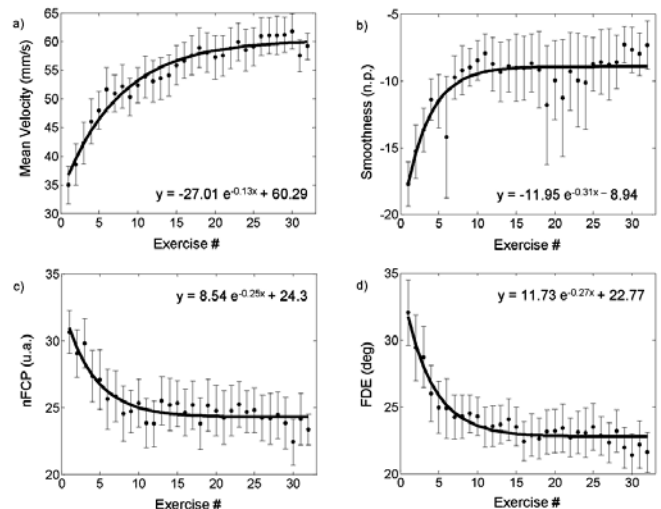 a)
Mean Velocity (mm/s)
65
60
55
50
45
40
35
30
0 5 10 15 20 25 30
Exercise #
y = -27.01 e^-0.13x + 60.29
b)
Smoothness (n.p.)
-5
-10
-15
-20
0 5 10 15 20 25 30
Exercise #
y = -11.95 e^-0.31x - 8.94
c)
nFCP (u.a.)
35
30
25
20
0 5 10 15 20 25 30
Exercise #
y = 8.54 e^-0.25x + 24.3
d)
FDE (deg)
35
30
25
20
0 5 10 15 20 25 30
Exercise #
y = 11.73 e^-0.27x + 22.77